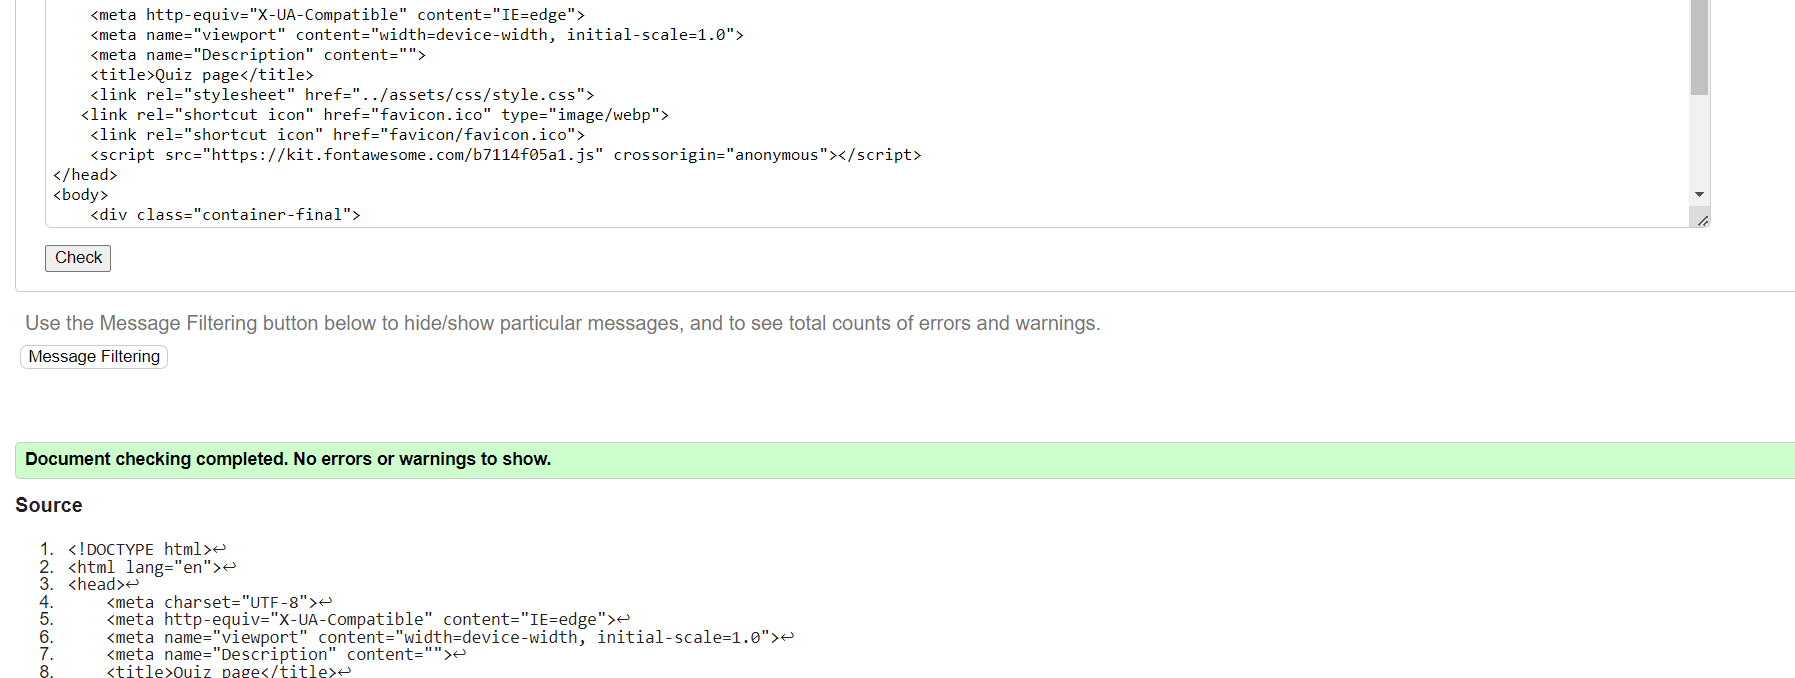 <meta http-equiv="X-UA-Compatible" content="IE=edge">
<meta name="viewport" content="width=device-width, initial-scale=1.0">
<meta name="Description" content="">
<title>Quiz page</title>
<link rel="stylesheet" href="../assets/css/style.css">
<link rel="shortcut icon" href="favicon.ico" type="image/webp">
<link rel="shortcut icon" href="favicon/favicon.ico">
<script src="https://kit.fontawesome.com/b7114f05a1.js" crossorigin="anonymous"></script>
</head>
<body>
<div class="container-final">
Check
Use the Message Filtering button below to hide/show particular messages, and to see total counts of errors and warnings.
Message Filtering
Document checking completed. No errors or warnings to show.
Source
1. <!DOCTYPE html>↩
2. <html lang="en">↩
3. <head>↩
4. <meta charset="UTF-8">↩
5. <meta http-equiv="X-UA-Compatible" content="IE=edge">↩
6. <meta name="viewport" content="width=device-width, initial-scale=1.0">↩
7. <meta name="Description" content="">↩
8. <title>Quiz page</title>↩